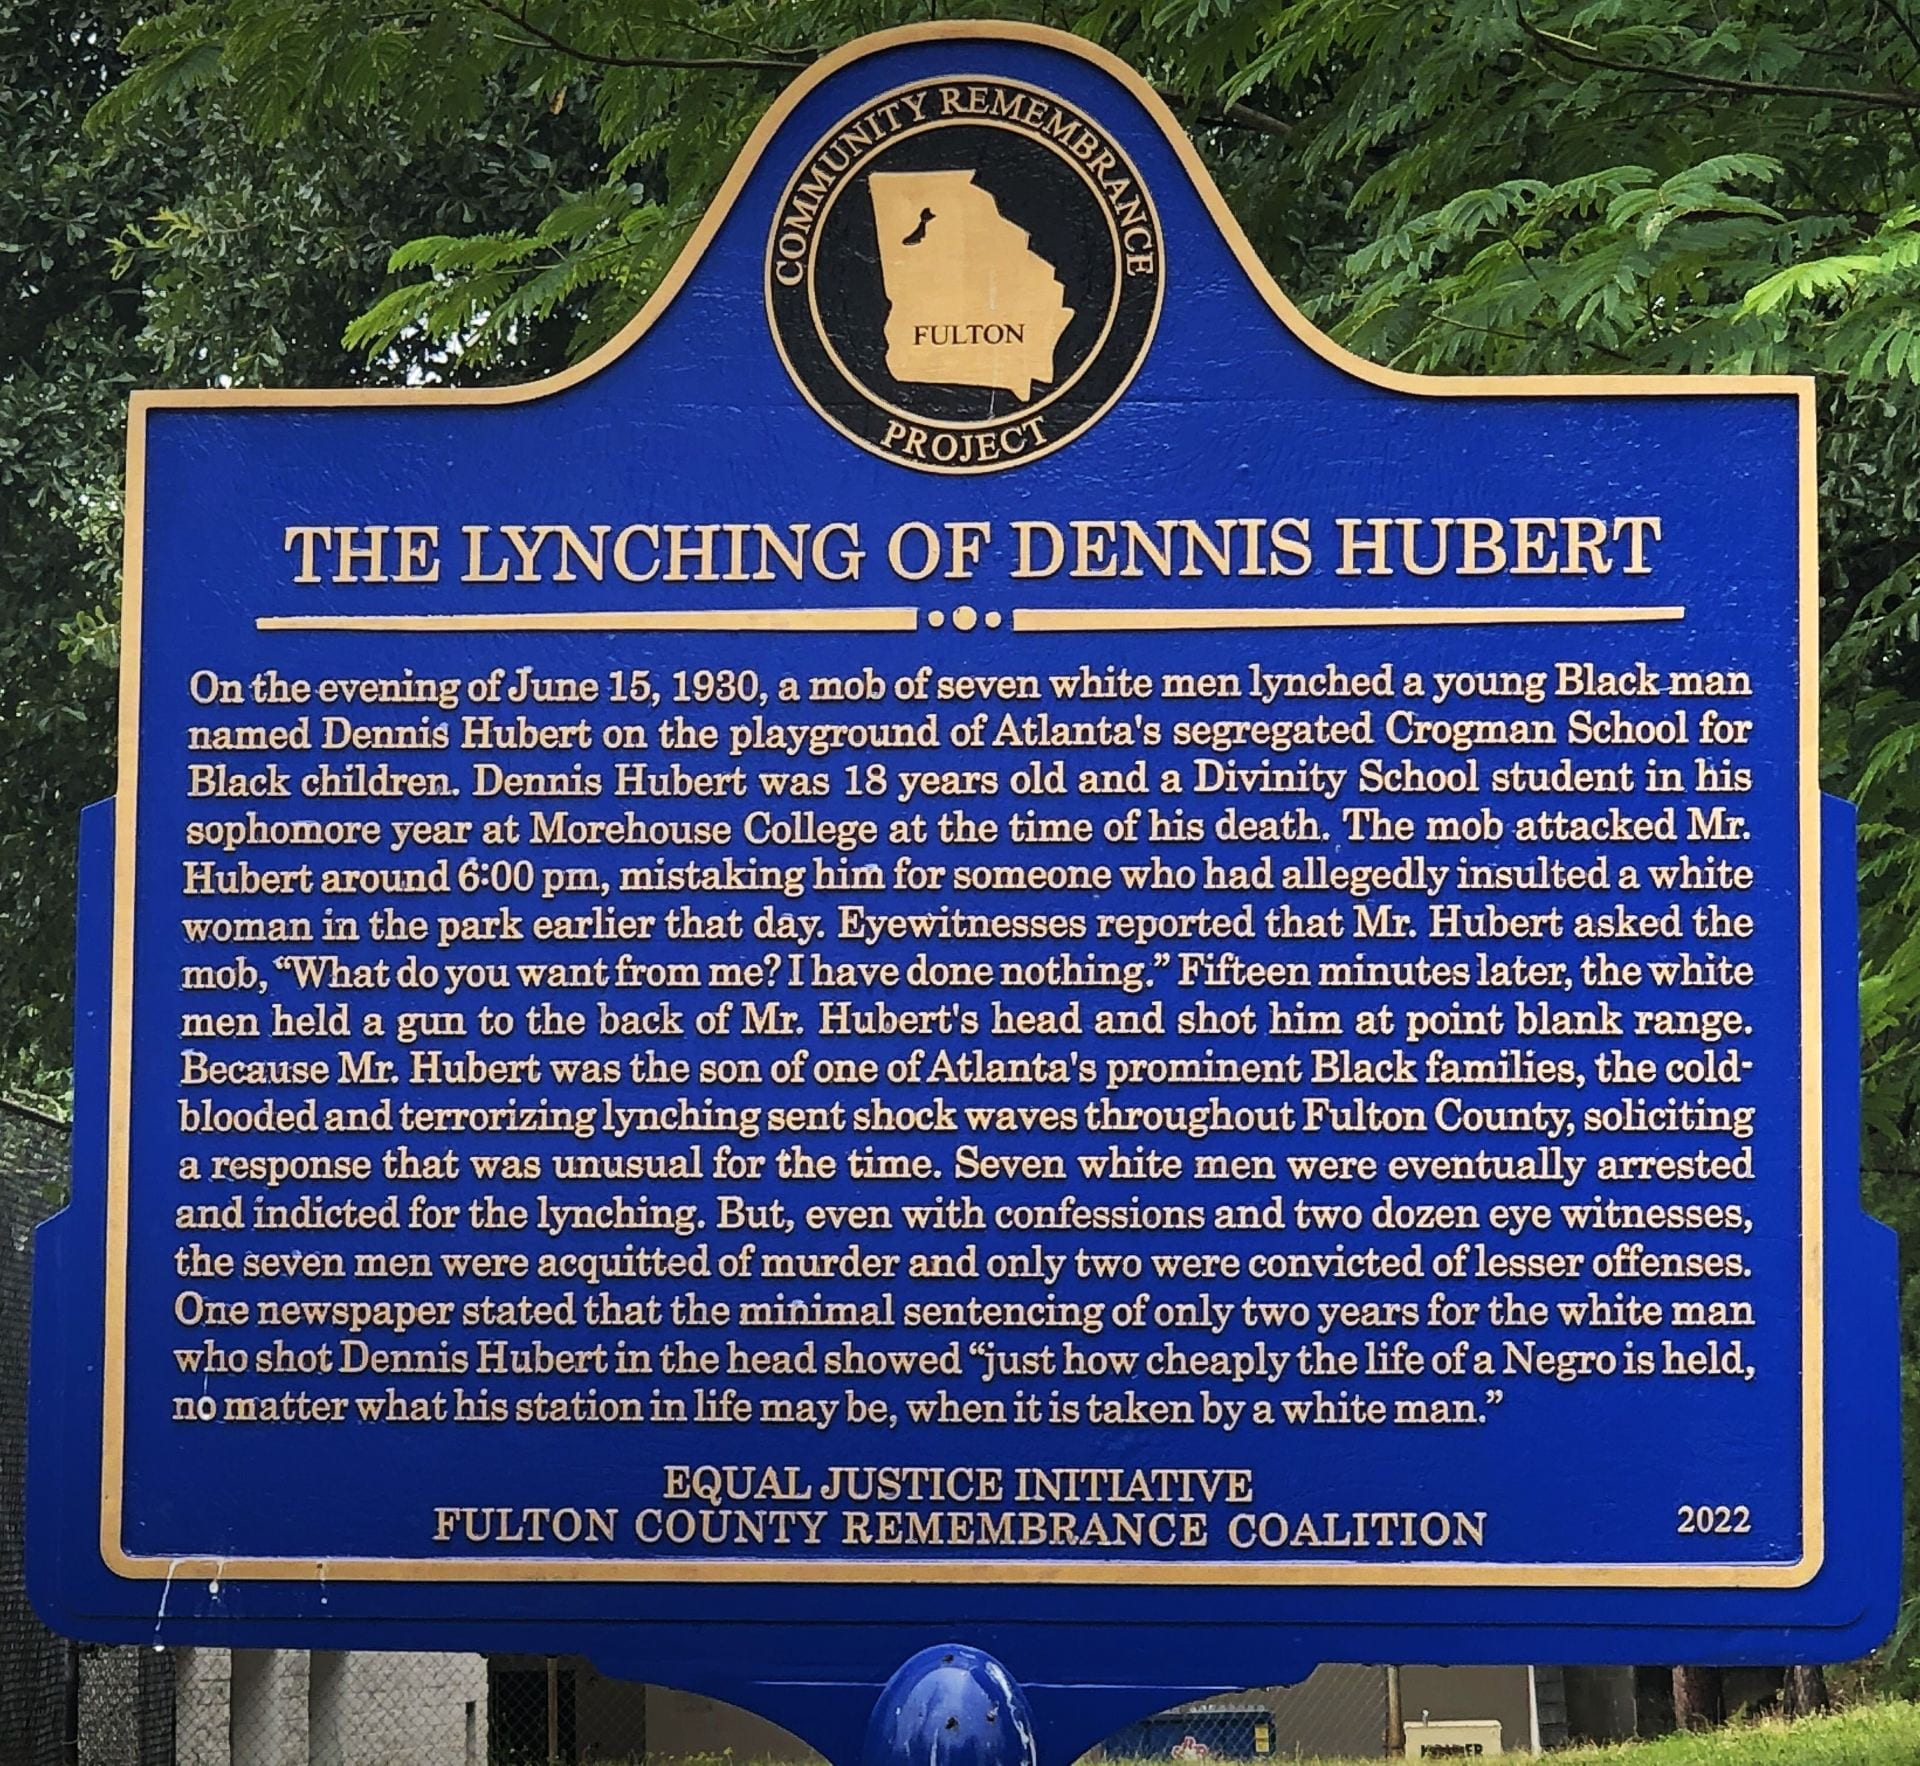 COMMUNITY REMEMBRANCE
FULTON
PROJECT
THE LYNCHING OF DENNIS HUBERT
On the evening of June 15, 1930, a mob of seven white men lynched a young Black man
named Dennis Hubert on the playground of Atlanta's segregated Crogman School for
Black children. Dennis Hubert was 18 years old and a Divinity School student in his
sophomore year at Morehouse College at the time of his death. The mob attacked Mr.
Hubert around 6:00 pm, mistaking him for someone who had allegedly insulted a white
woman in the park earlier that day. Eyewitnesses reported that Mr. Hubert asked the
mob, “What do you want from me? I have done nothing.” Fifteen minutes later, the white
men held a gun to the back of Mr. Hubert's head and shot him at point blank range.
Because Mr. Hubert was the son of one of Atlanta's prominent Black families, the cold-
blooded and terrorizing lynching sent shock waves throughout Fulton County, soliciting
a response that was unusual for the time. Seven white men were eventually arrested
and indicted for the lynching. But, even with confessions and two dozen eye witnesses,
the seven men were acquitted of murder and only two were convicted of lesser offenses.
One newspaper stated that the minimal sentencing of only two years for the white man
who shot Dennis Hubert in the head showed “just how cheaply the life of a Negro is held,
no matter what his station in life may be, when it is taken by a white man.”
EQUAL JUSTICE INITIATIVE
FULTON COUNTY REMEMBRANCE COALITION
2022